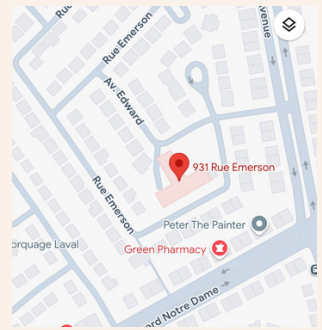 Rue
Rue Emerson
Avenue
Av. Edward
931 Rue Emerson
Rue Emerson
Peter The Painter
orquage Laval
Green Pharmacy
ard Notre Dame